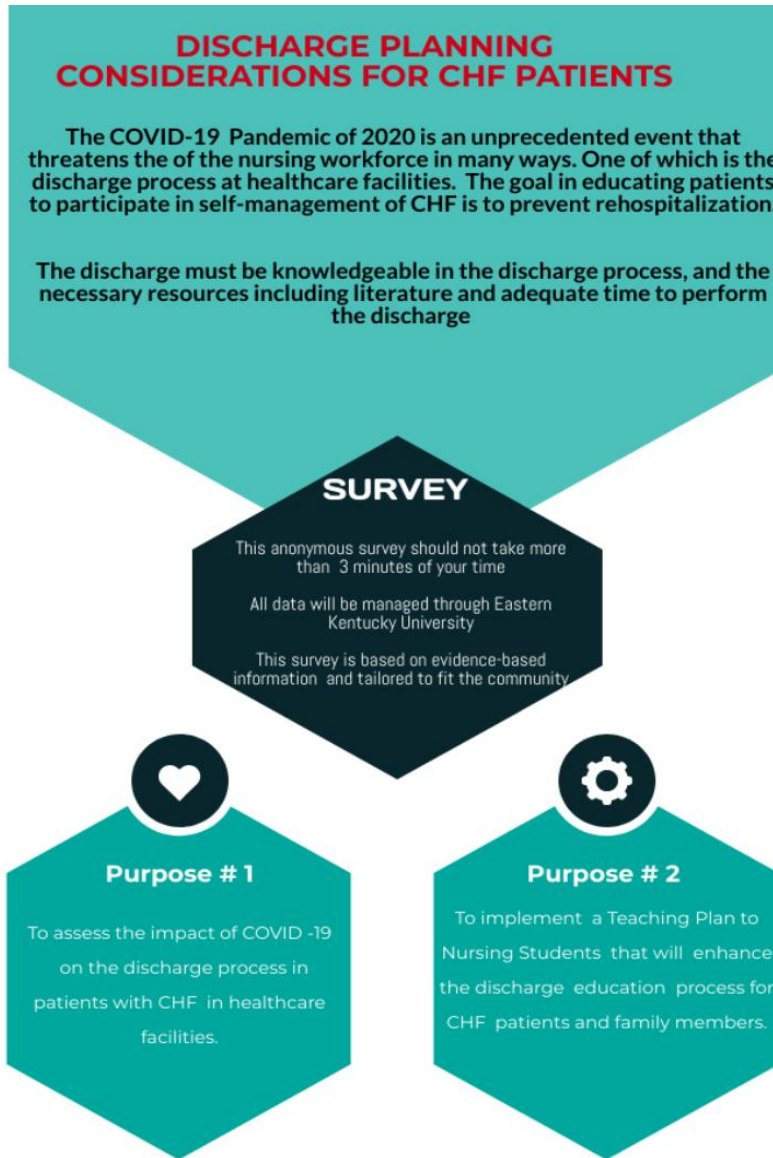 DISCHARGE PLANNING
CONSIDERATIONS FOR CHF PATIENTS
The COVID-19 Pandemic of 2020 is an unprecedented event that
threatens the of the nursing workforce in many ways. One of which is the
discharge process at healthcare facilities. The goal in educating patients
to participate in self-management of CHF is to prevent rehospitalization.
The discharge must be knowledgeable in the discharge process, and the
necessary resources including literature and adequate time to perform
the discharge
SURVEY
This anonymous survey should not take more
than 3 minutes of your time
All data will be managed through Eastern
Kentucky University
This survey is based on evidence-based
information and tailored to fit the community
Purpose # 1
To assess the impact of COVID -19
on the discharge process in
patients with CHF in healthcare
facilities.
Purpose # 2
To implement a Teaching Plan to
Nursing Students that will enhance
the discharge education process for
CHF patients and family members.